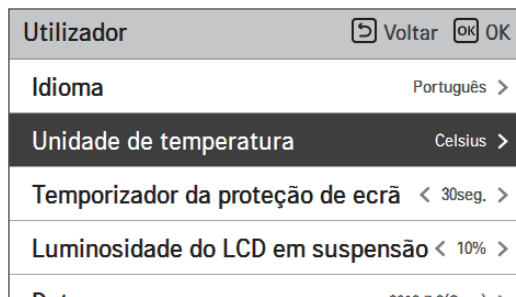 Utilizador Voltar OK OK
Idioma Português >
Unidade de temperatura Celsius >
Temporizador da proteção de ecrã < 30seg. >
Luminosidade do LCD em suspensão < 10% >